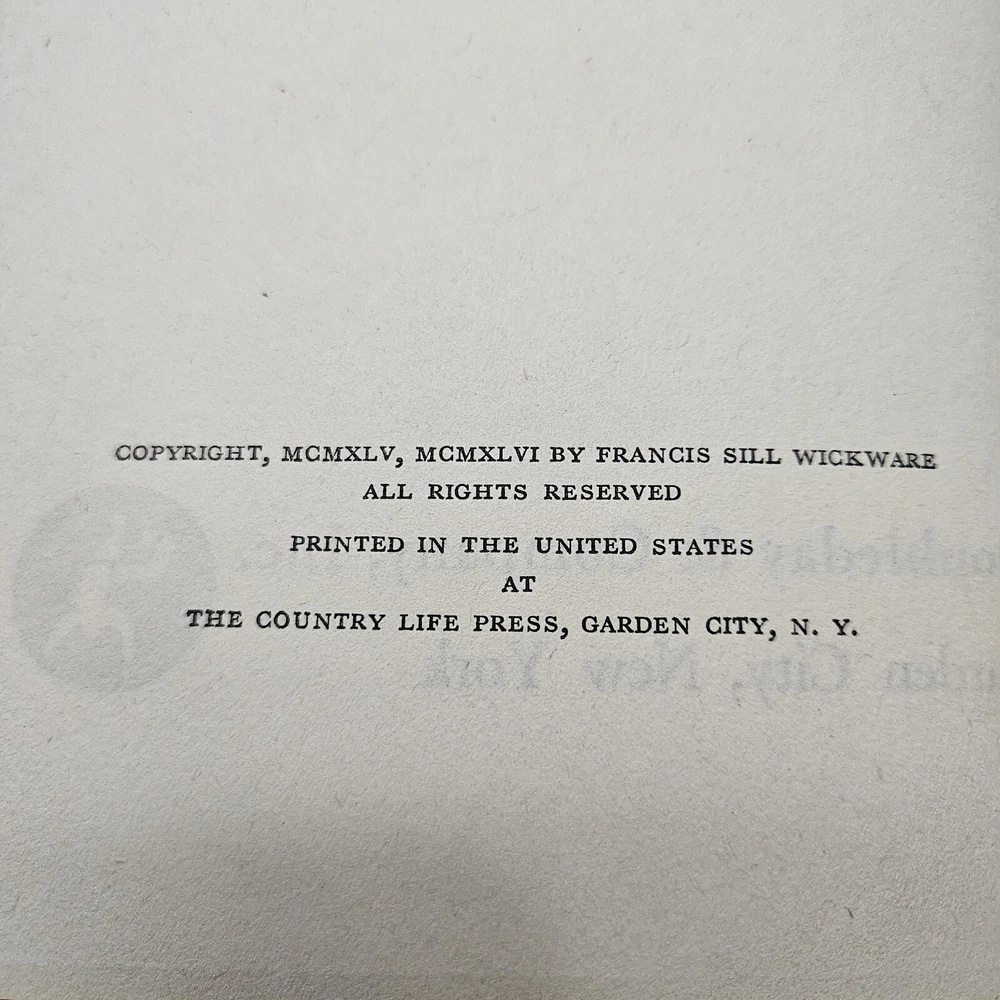 COPYRIGHT, MCMXLV, MCMXLVI BY FRANCIS SILL WICKWARE
ALL RIGHTS RESERVED
PRINTED IN THE UNITED STATES
AT
THE COUNTRY LIFE PRESS, GARDEN CITY, N. Y.